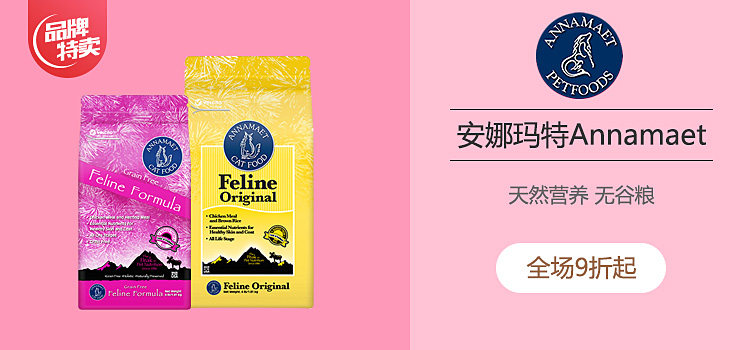 品牌
特卖
ANNAMAET
PETFOODS
安娜玛特Annamaet
天然营养 无谷粮
全场9折起
Grain Free
Feline Formula
Grain Free
Feline Formula
ANNAMAET
CAT FOOD
Feline
Original
• Chicken Meal
and Brown Rice
• Essential Nutrients for
Healthy Skin and Coat
• All Life Stage
Feline Original